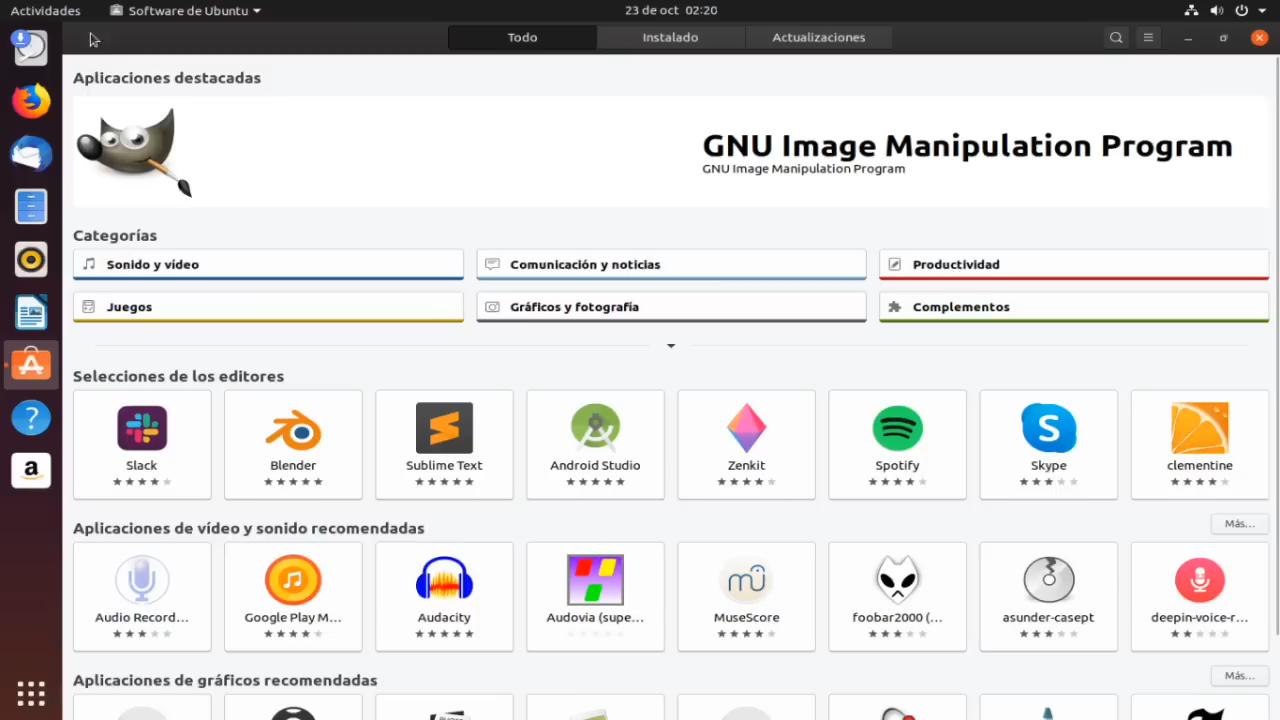 Actividades
Software de Ubuntu
23 de oct 02:20
Todo
Instalado
Actualizaciones
Aplicaciones destacadas
GNU Image Manipulation Program
GNU Image Manipulation Program
Categorías
Sonido y vídeo
Comunicación y noticias
Productividad
Juegos
Gráficos y fotografía
Complementos
Selecciones de los editores
Slack
Blender
Sublime Text
Android Studio
Zenkit
Spotify
Skype
clementine
Aplicaciones de vídeo y sonido recomendadas
Más...
Audio Record...
Google Play M...
Audacity
Audovia (supe...
MuseScore
foobar2000 (...
asunder-casept
deepin-voice-r...
Aplicaciones de gráficos recomendadas
Más...